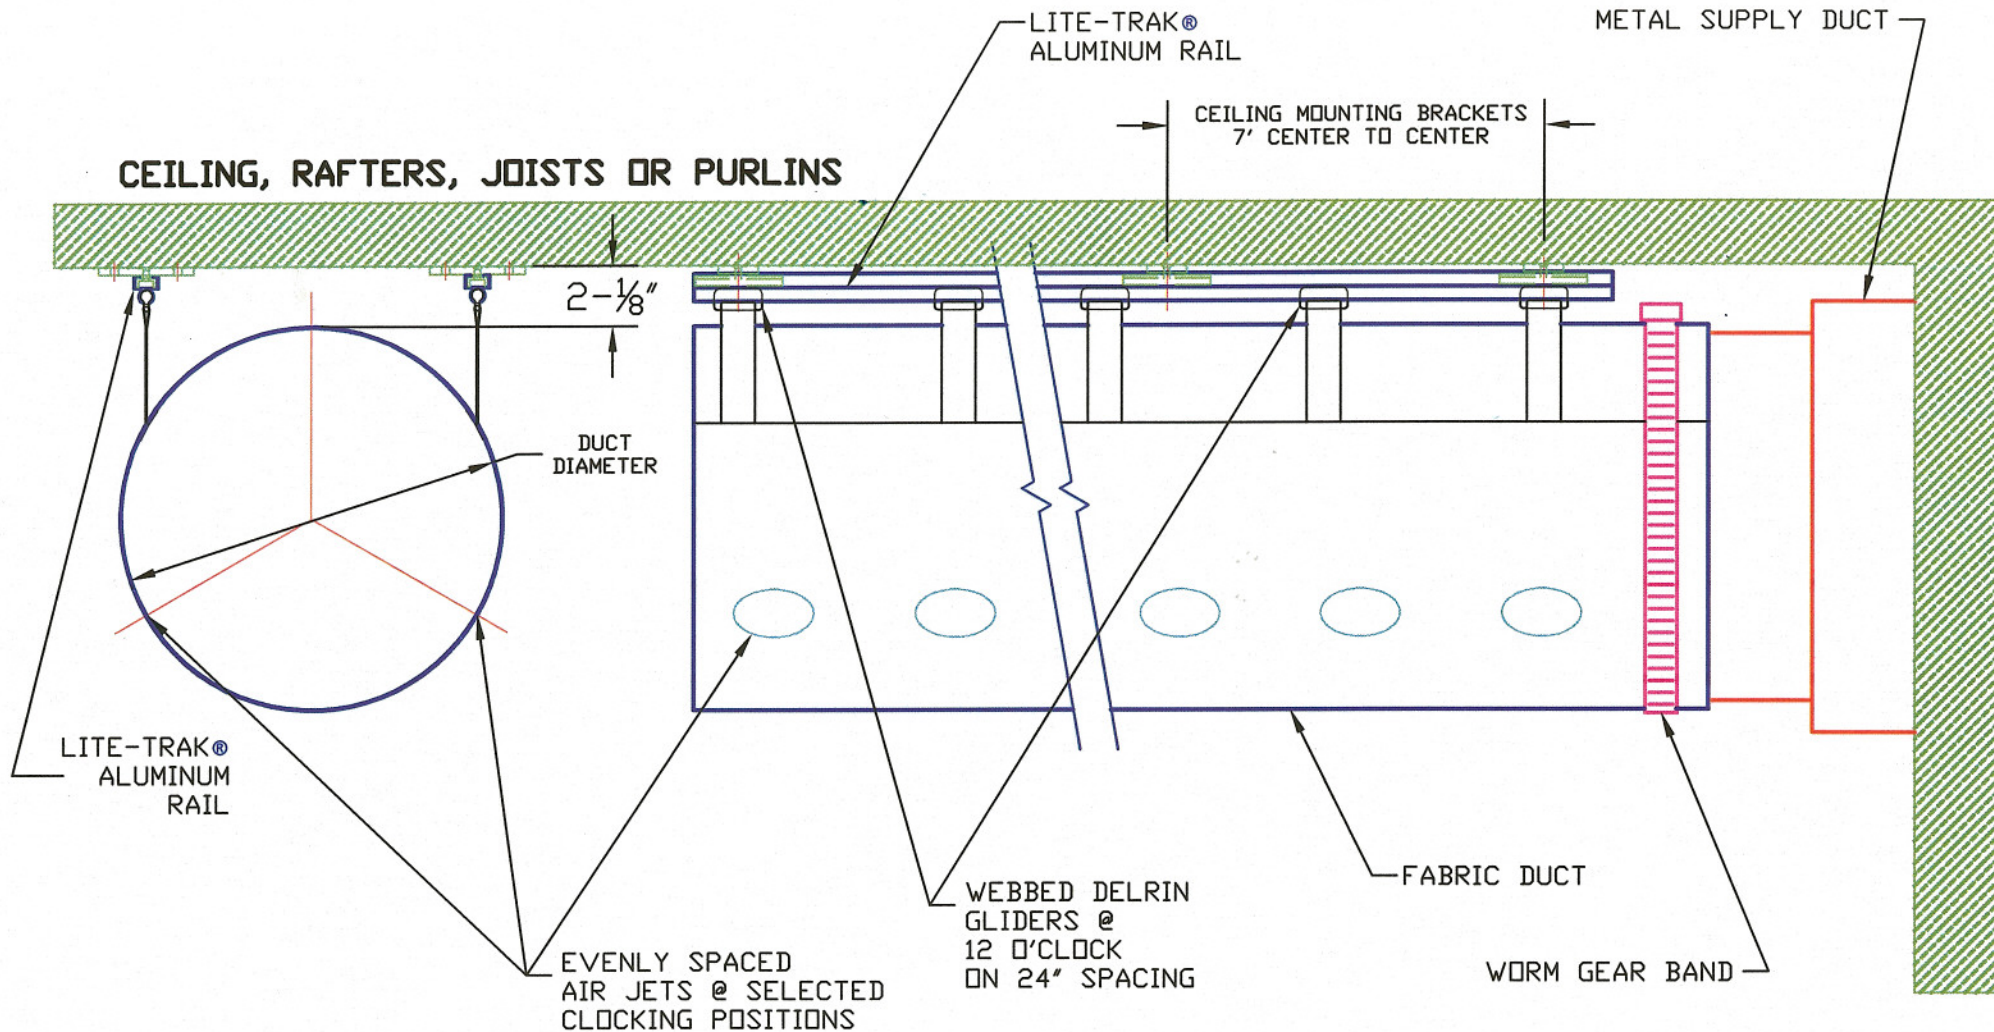 LITE-TRAK®
ALUMINUM RAIL
METAL SUPPLY DUCT
CEILING MOUNTING BRACKETS
7' CENTER TO CENTER
CEILING, RAFTERS, JOISTS OR PURLINS
2-1/8"
DUCT
DIAMETER
LITE-TRAK®
ALUMINUM
RAIL
EVENLY SPACED
AIR JETS @ SELECTED
CLOCKING POSITIONS
WEBBED DELRIN
GLIDERS @
12 O'CLOCK
ON 24" SPACING
FABRIC DUCT
WORM GEAR BAND